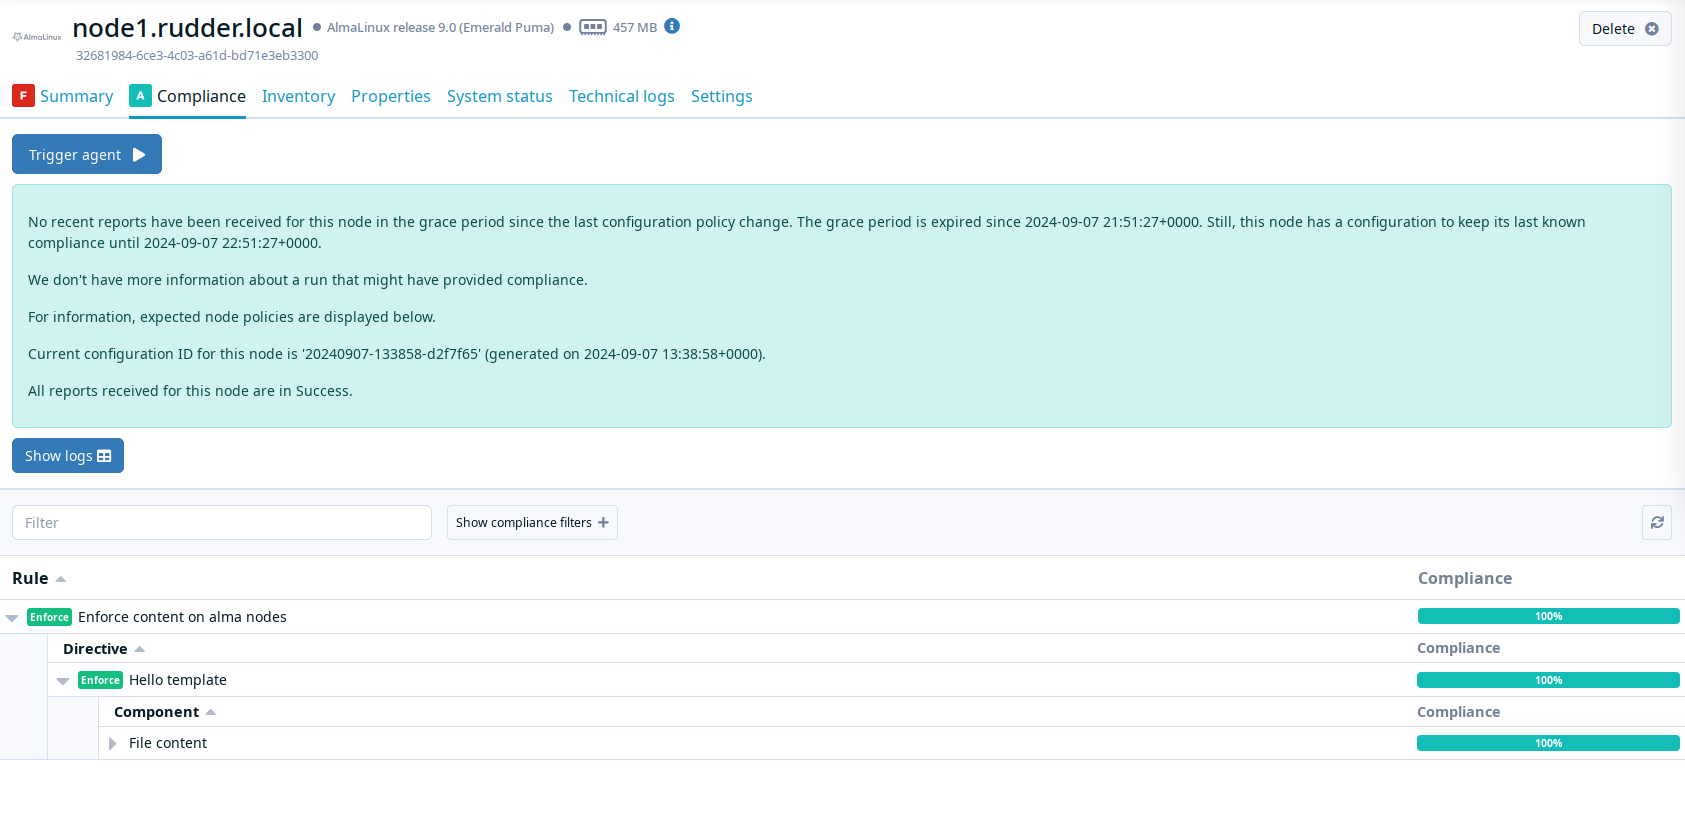 AlmaLinux
node1.rudder.local
AlmaLinux release 9.0 (Emerald Puma)
457 MB
Delete
32681984-6ce3-4c03-a61d-bd71e3eb3300
F Summary
A Compliance
Inventory
Properties
System status
Technical logs
Settings
Trigger agent
No recent reports have been received for this node in the grace period since the last configuration policy change. The grace period is expired since 2024-09-07 21:51:27+0000. Still, this node has a configuration to keep its last known
compliance until 2024-09-07 22:51:27+0000.
We don't have more information about a run that might have provided compliance.
For information, expected node policies are displayed below.
Current configuration ID for this node is '20240907-133858-d2f7f65' (generated on 2024-09-07 13:38:58+0000).
All reports received for this node are in Success.
Show logs
Filter
Show compliance filters
Rule
Compliance
Enforce Enforce content on alma nodes
100%
Directive
Compliance
Enforce Hello template
100%
Component
Compliance
File content
100%